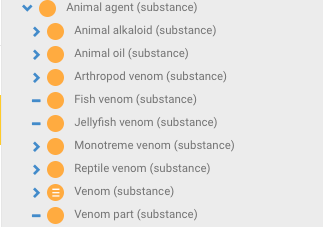 Animal agent (substance)
Animal alkaloid (substance)
Animal oil (substance)
Arthropod venom (substance)
Fish venom (substance)
Jellyfish venom (substance)
Monotreme venom (substance)
Reptile venom (substance)
Venom (substance)
Venom part (substance)